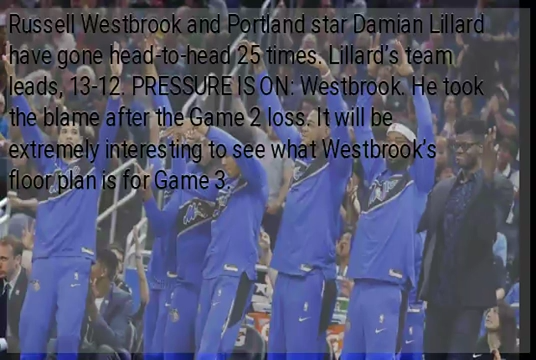 Russell Westbrook and Portland star Damian Lillard
have gone head-to-head 25 times. Lillard's team
leads, 13-12. PRESSURE IS ON: Westbrook. He took
the blame after the Game 2 loss. It will be
extremely interesting to see what Westbrook's
floor plan is for Game 3.